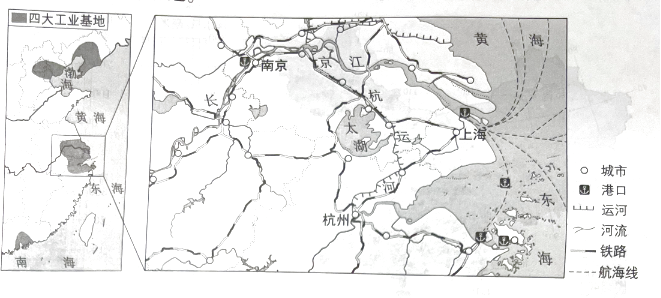 四大工业基地
渤
海
黄海
东海
南海
黄海
南京
京
江
长
杭
太
湖
运
上海
河
杭州
东
海
城市
港口
运河
河流
铁路
航海线